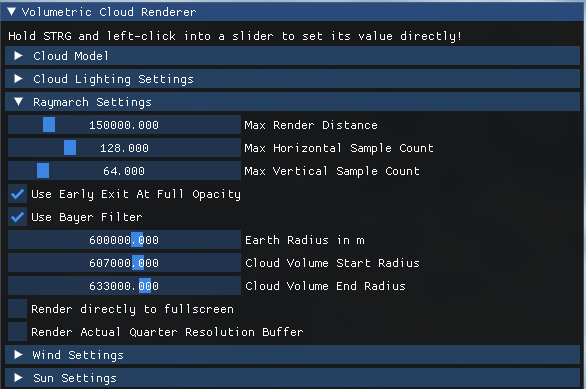 Volumetric Cloud Renderer
Hold STRG and left-click into a slider to set its value directly!
Cloud Model
Cloud Lighting Settings
Raymarch Settings
150000.000 Max Render Distance
128.000 Max Horizontal Sample Count
64.000 Max Vertical Sample Count
Use Early Exit At Full Opacity
Use Bayer Filter
600000.000 Earth Radius in m
607000.000 Cloud Volume Start Radius
633000.000 Cloud Volume End Radius
Render directly to fullscreen
Render Actual Quarter Resolution Buffer
Wind Settings
Sun Settings